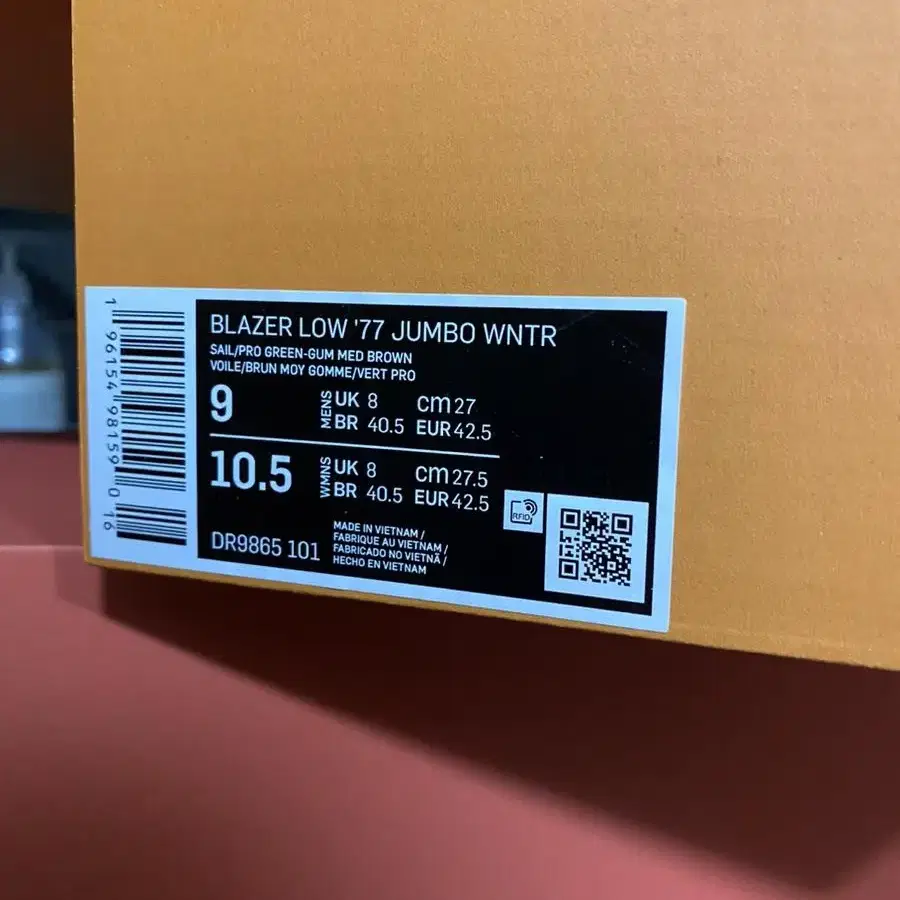 BLAZER LOW '77 JUMBO WNTR
SAIL/PRO GREEN-GUM MED BROWN
VOILE/BRUN MOY GOMME/VERT PRO
9 MENS UK 8 cm 27
BR 40.5 EUR 42.5
10.5 WMNS UK 8 cm 27.5
BR 40.5 EUR 42.5
RFID
DR9865 101
MADE IN VIETNAM /
FABRIQUE AU VIETNAM /
FABRICADO NO VIETNÃ /
HECHO EN VIETNAM
1 96154 98159 0 16